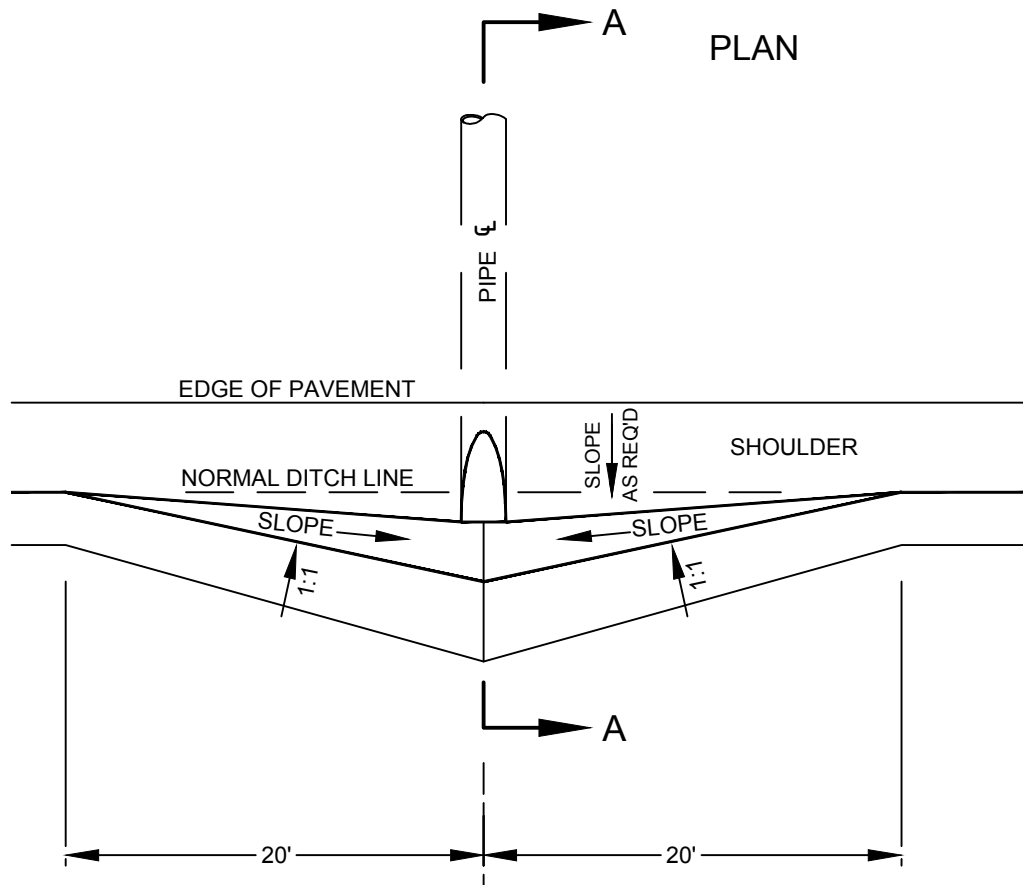 A
PLAN
PIPE ℄
EDGE OF PAVEMENT
SLOPE
AS REQ'D
SHOULDER
NORMAL DITCH LINE
SLOPE
SLOPE
1:1
1:1
A
20'
20'